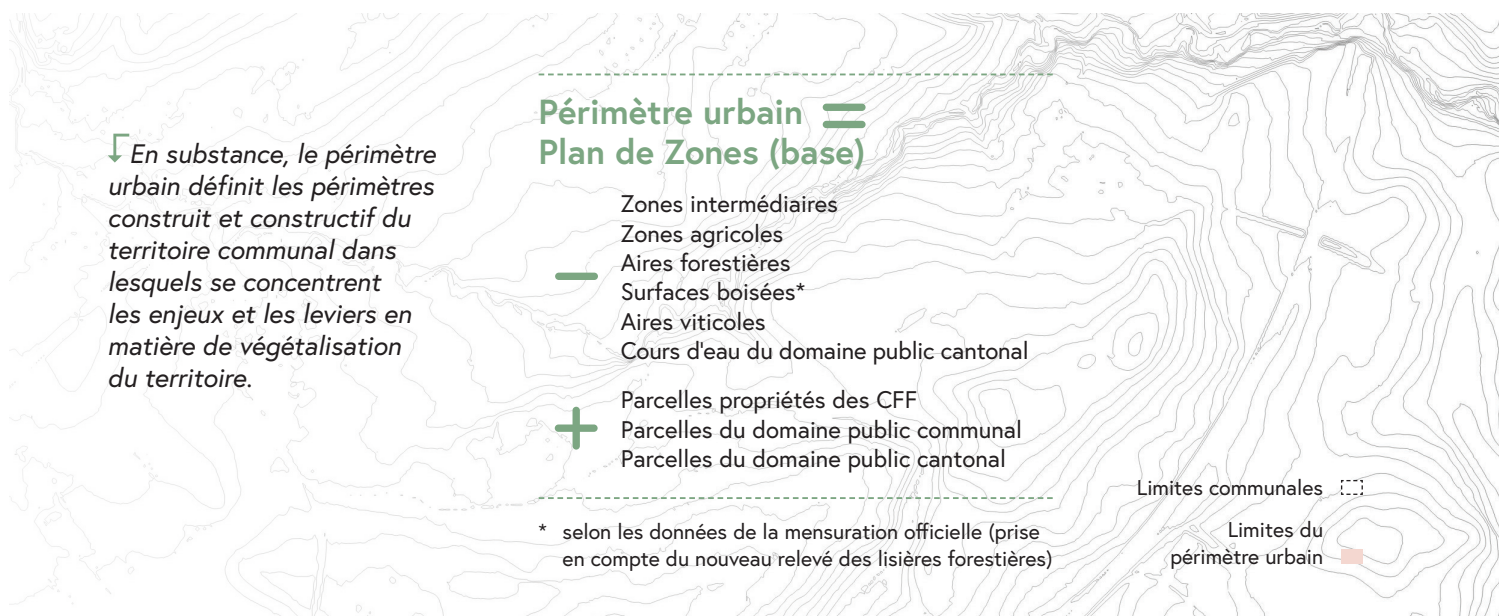 En substance, le périmètre
urbain définit les périmètres
construit et constructif du
territoire communal dans
lesquels se concentrent
les enjeux et les leviers en
matière de végétalisation
du territoire.
Périmètre urbain =
Plan de Zones (base)
−
Zones intermédiaires
Zones agricoles
Aires forestières
Surfaces boisées*
Aires viticoles
Cours d'eau du domaine public cantonal
+
Parcelles propriétés des CFF
Parcelles du domaine public communal
Parcelles du domaine public cantonal
* selon les données de la mensuration officielle (prise
en compte du nouveau relevé des lisières forestières)
Limites communales
Limites du
périmètre urbain